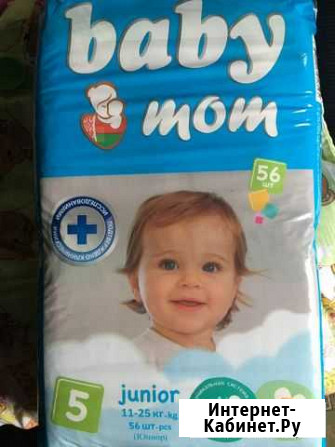 baby
mom
56
шт
5
junior
11-25 кг.-kg
56 шт-pcs
(Юниор)
Интернет-
Кабинет.Ру